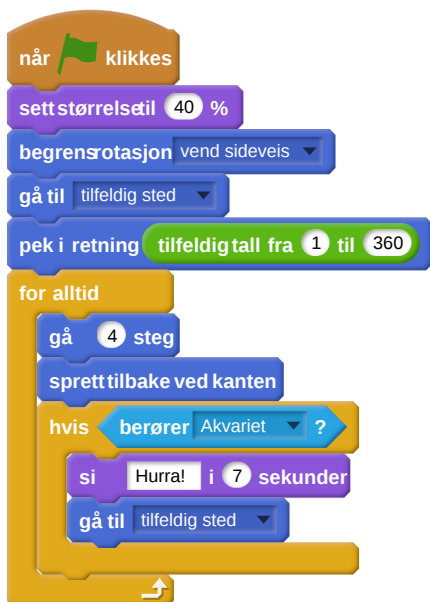 når klikkes
sett størrelse til 40 %
begrens rotasjon vend sideveis
gå til tilfeldig sted
pek i retning tilfeldig tall fra 1 til 360
for alltid
gå 4 steg
sprett tilbake ved kanten
hvis berører Akvariet ?
si Hurra! i 7 sekunder
gå til tilfeldig sted